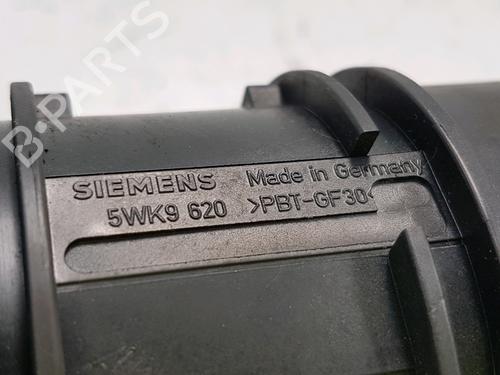 B-PARTS
SIEMENS Made in Germany
5WK9 620 >PBT-GF30<